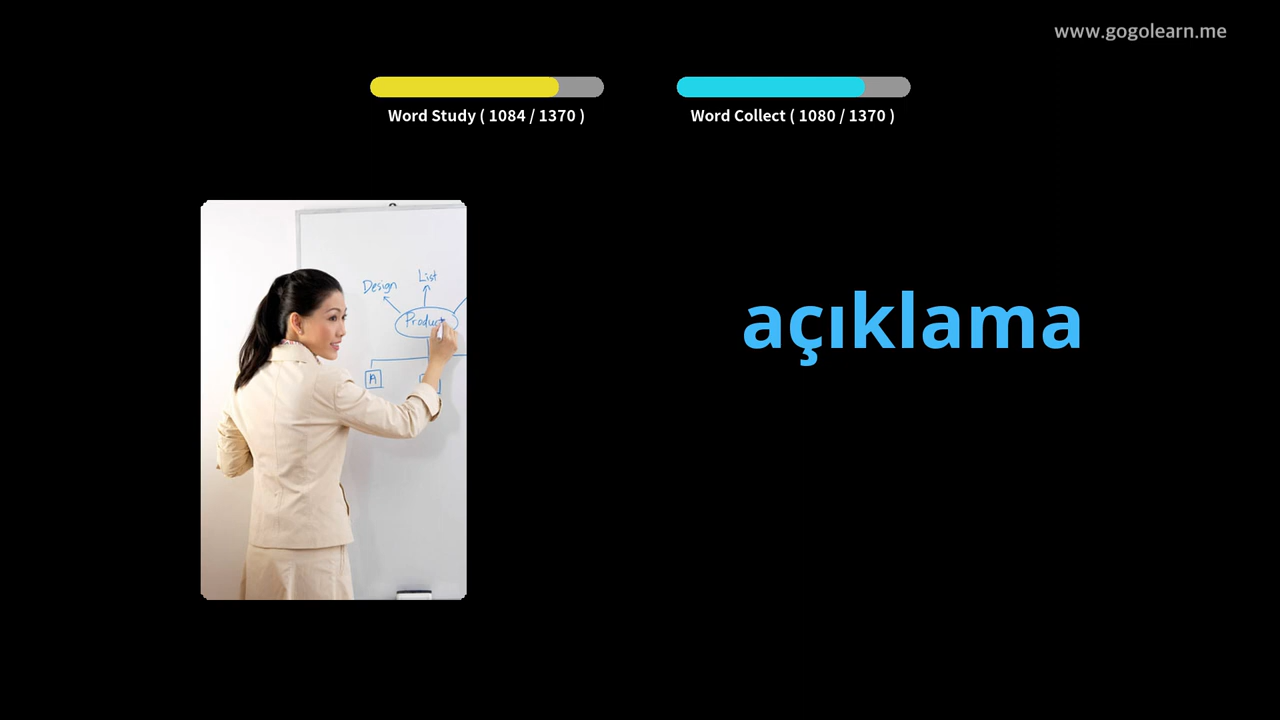 www.gogolearn.me
Word Study ( 1084 / 1370 )
Word Collect ( 1080 / 1370 )
List
Design
Product
açıklama
A